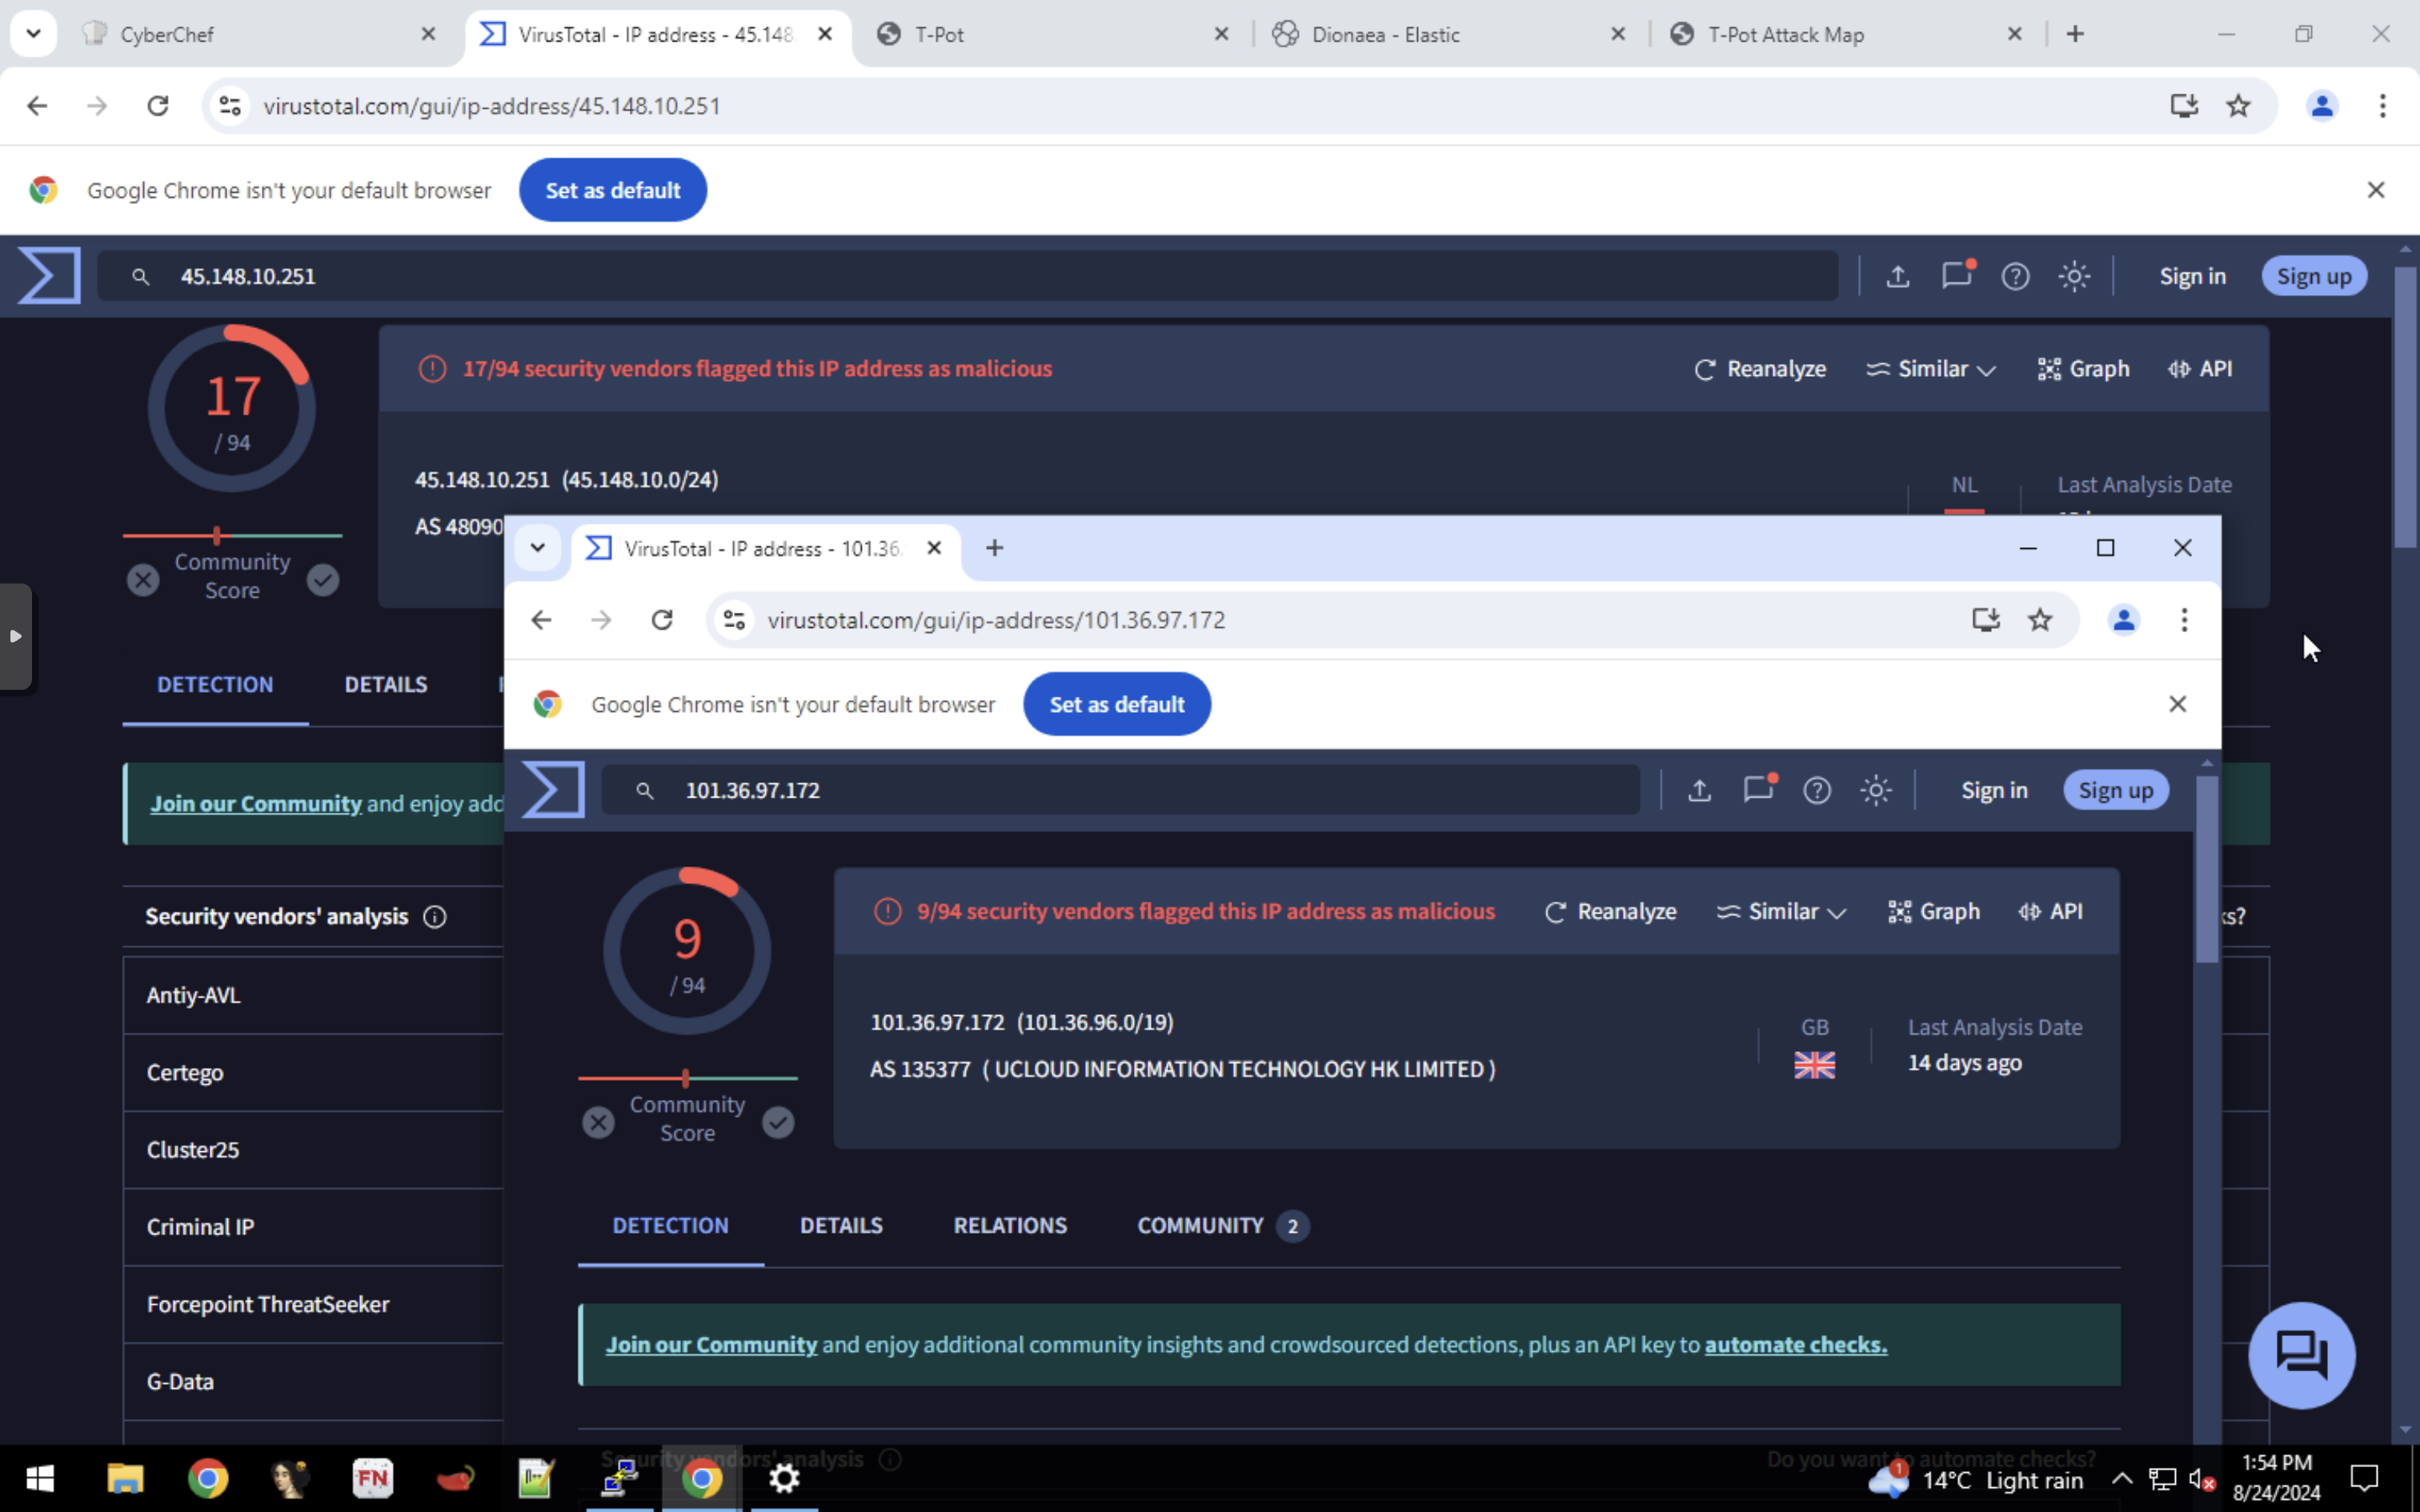 CyberChef
VirusTotal - IP address - 45.148
T-Pot
Dionaea - Elastic
T-Pot Attack Map
virustotal.com/gui/ip-address/45.148.10.251
Google Chrome isn't your default browser
Set as default
45.148.10.251
Sign in
Sign up
17
/ 94
17/94 security vendors flagged this IP address as malicious
Reanalyze
Similar
Graph
API
45.148.10.251 (45.148.10.0/24)
AS 48090
NL
Last Analysis Date
Community
Score
DETECTION
DETAILS
Join our Community and enjoy add
Security vendors' analysis
Antiy-AVL
Certego
Cluster25
Criminal IP
Forcepoint ThreatSeeker
G-Data
VirusTotal - IP address - 101.36.
virustotal.com/gui/ip-address/101.36.97.172
Google Chrome isn't your default browser
Set as default
101.36.97.172
Sign in
Sign up
9
/ 94
9/94 security vendors flagged this IP address as malicious
Reanalyze
Similar
Graph
API
101.36.97.172 (101.36.96.0/19)
AS 135377 ( UCLOUD INFORMATION TECHNOLOGY HK LIMITED )
GB
Last Analysis Date
14 days ago
Community
Score
DETECTION
DETAILS
RELATIONS
COMMUNITY 2
Join our Community and enjoy additional community insights and crowdsourced detections, plus an API key to automate checks.
Security vendors' analysis
Do you want to automate checks?
FN
1
14°C Light rain
1:54 PM
8/24/2024